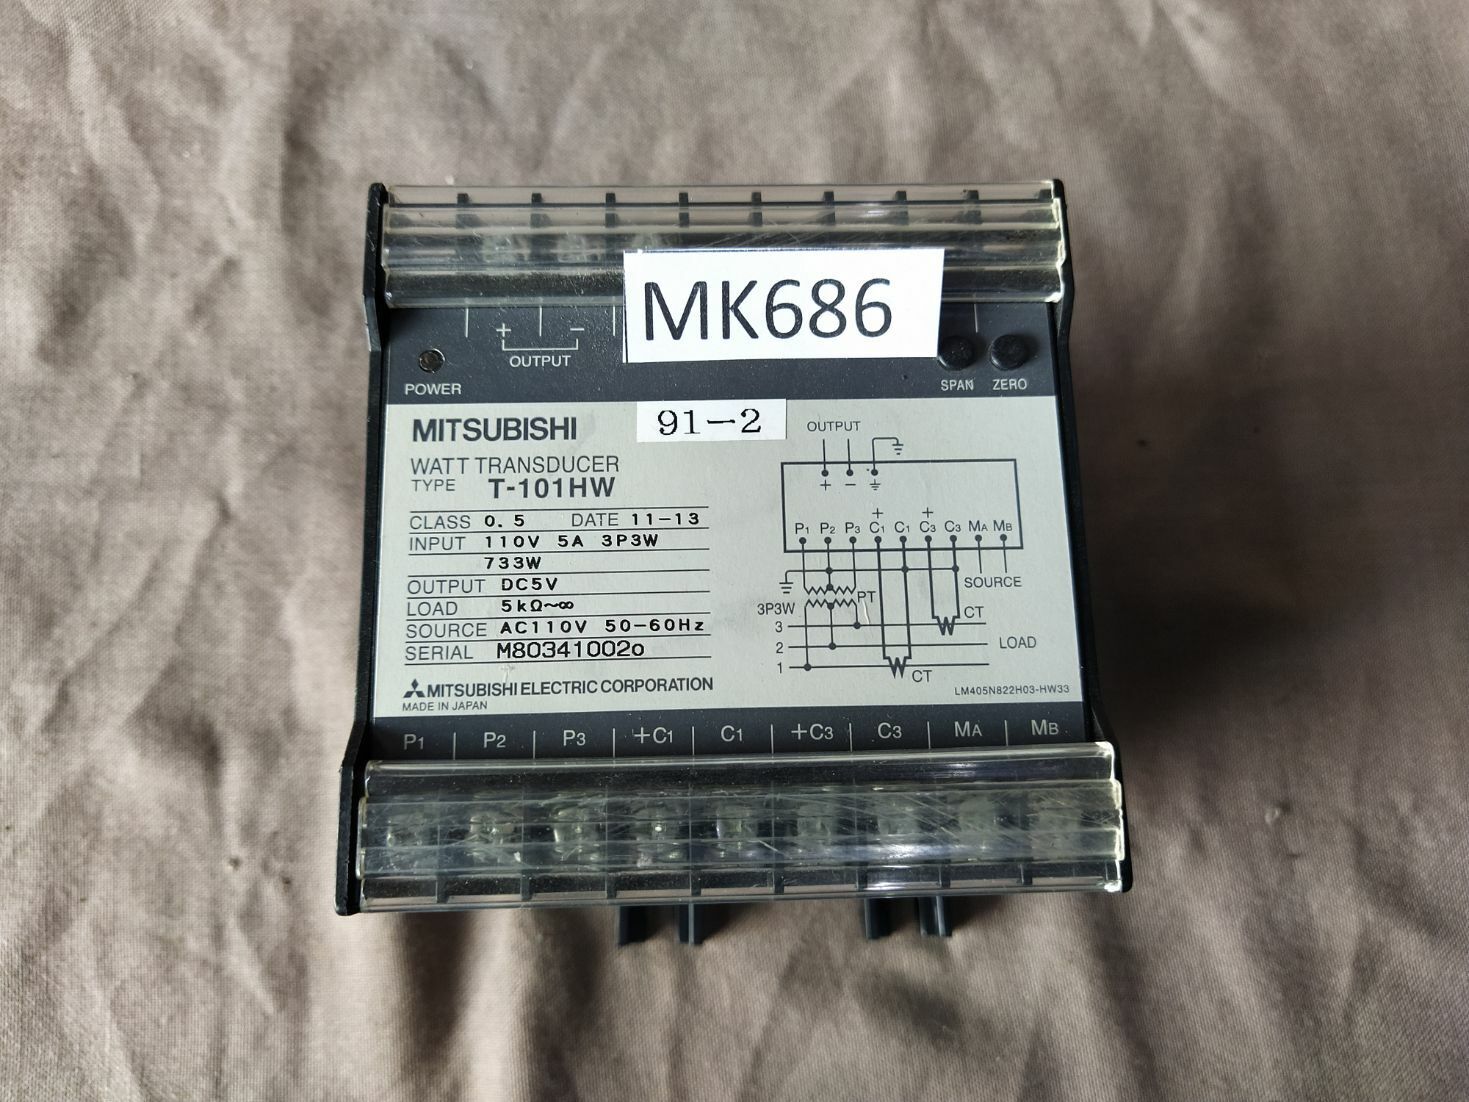 MK686
+ −
OUTPUT
POWER
SPAN ZERO
MITSUBISHI
91-2
WATT TRANSDUCER
TYPE T-101HW
CLASS 0.5 DATE 11-13
INPUT 110V 5A 3P3W
733W
OUTPUT DC5V
LOAD 5kΩ~∞
SOURCE AC110V 50-60Hz
SERIAL M80341002o
MITSUBISHI ELECTRIC CORPORATION
MADE IN JAPAN
OUTPUT
+ −
+ +
P1 P2 P3 C1 C1 C3 C3 MA MB
SOURCE
PT
3P3W
CT
3
2
LOAD
1
CT
LM405N822H03-HW33
P1 P2 P3 +C1 C1 +C3 C3 MA MB